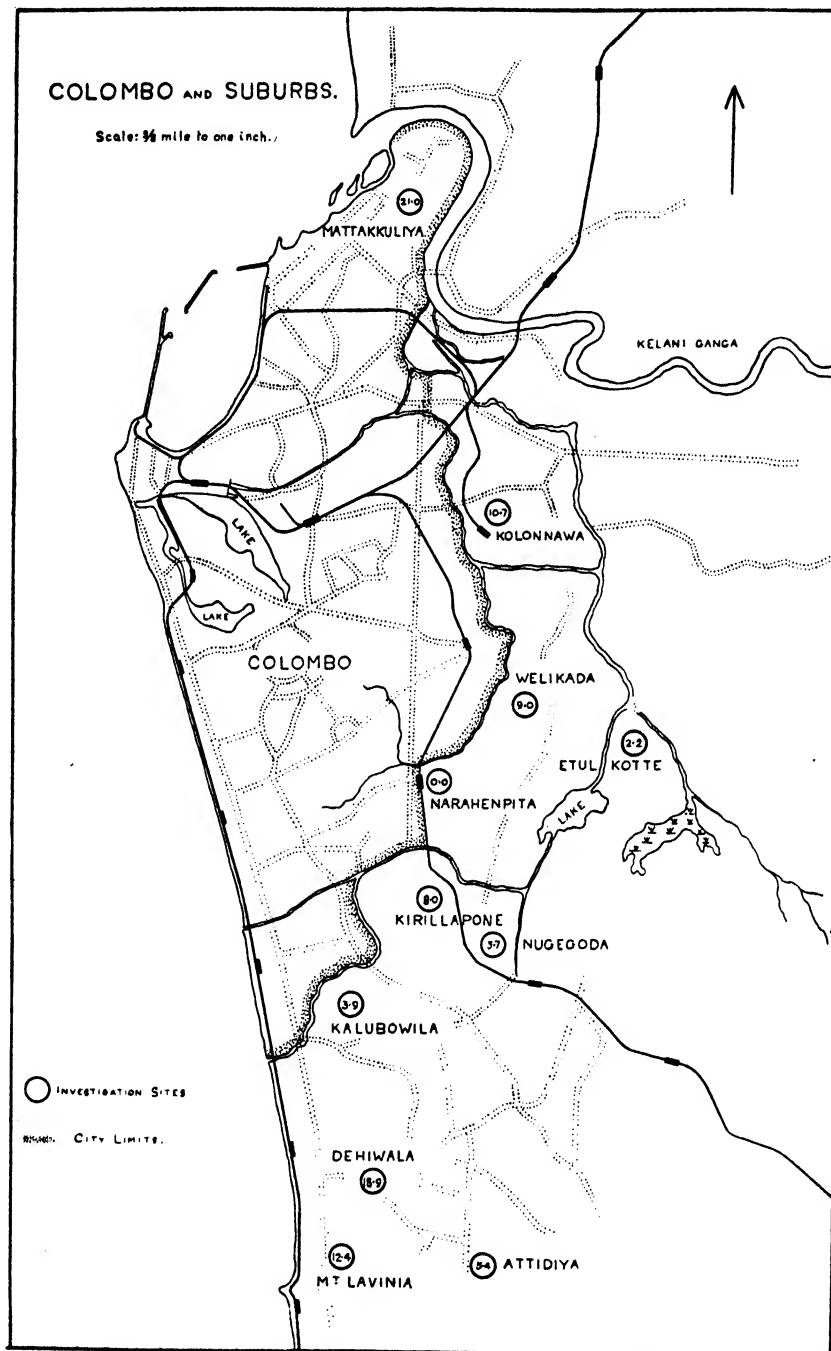 COLOMBO AND SUBURBS.
Scale: ⅝ mile to one inch.
21·0
MATTAKKULIYA
KELANI GANGA
10·7
KOLONNAWA
LAKE
LAKE
COLOMBO
WELIKADA
9·0
2·2
ETUL KOTTE
0·0
NARAHENPITA
LAKE
8·0
KIRILLAPONE
3·7 NUGEGODA
3·9
KALUBOWILA
INVESTIGATION SITES
CITY LIMITS.
DEHIWALA
18·9
12·4
MT LAVINIA
5·4 ATTIDIYA